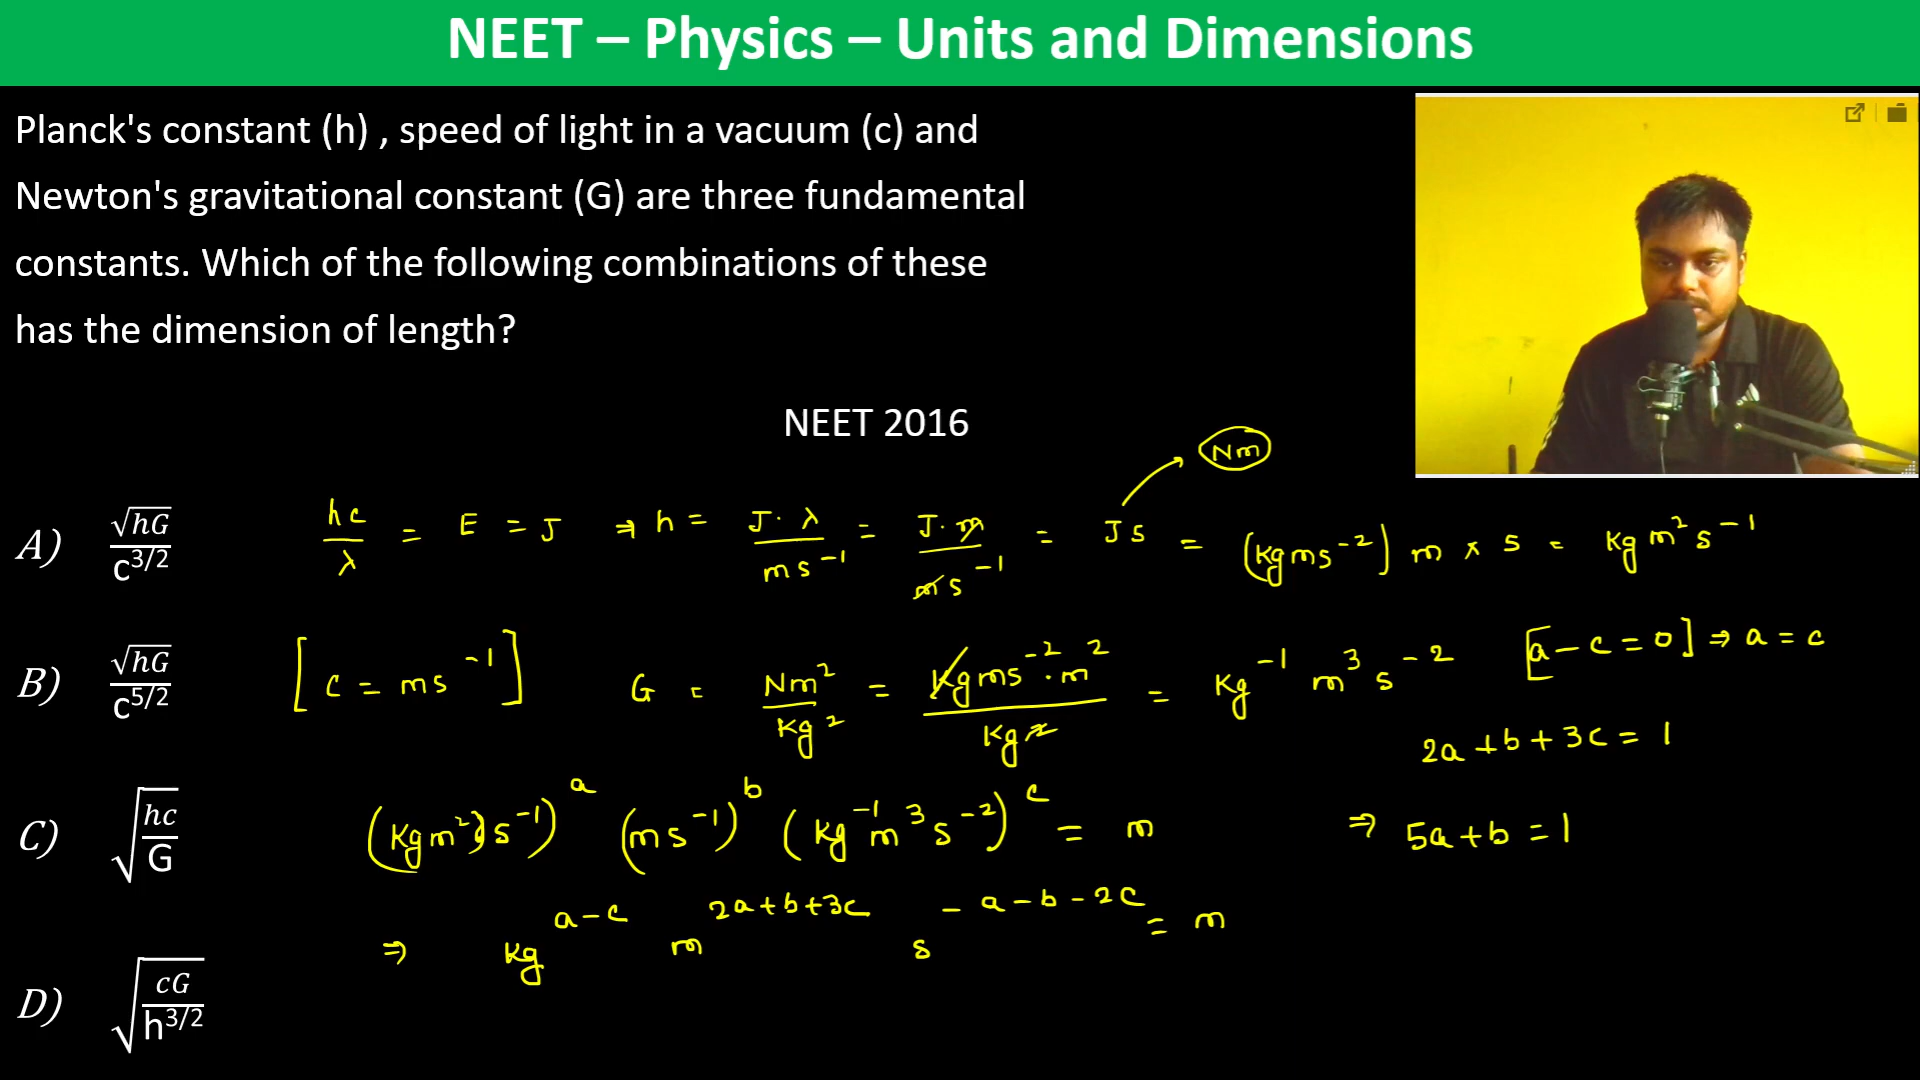 NEET – Physics – Units and Dimensions
Planck's constant (h) , speed of light in a vacuum (c) and
Newton's gravitational constant (G) are three fundamental
constants. Which of the following combinations of these
has the dimension of length?
NEET 2016
Nm
A) √hG / c^3/2
hc/λ = E = J ⇒ h = J·λ / ms^-1 = J·m / ms^-1 = Js = (kgms^-2) m × s = kgm^2s^-1
B) √hG / c^5/2
[c = ms^-1] G = Nm^2 / kg^2 = kgms^-2·m^2 / kg^2 = kg^-1 m^3 s^-2 [a - c = 0] ⇒ a = c
2a + b + 3c = 1
C) √(hc / G)
(kgm^2 s^-1)^a (ms^-1)^b (kg^-1 m^3 s^-2)^c = m ⇒ 5a + b = 1
⇒ kg^a-c m^2a+b+3c s^-a-b-2c = m
D) √(cG / h^3/2)